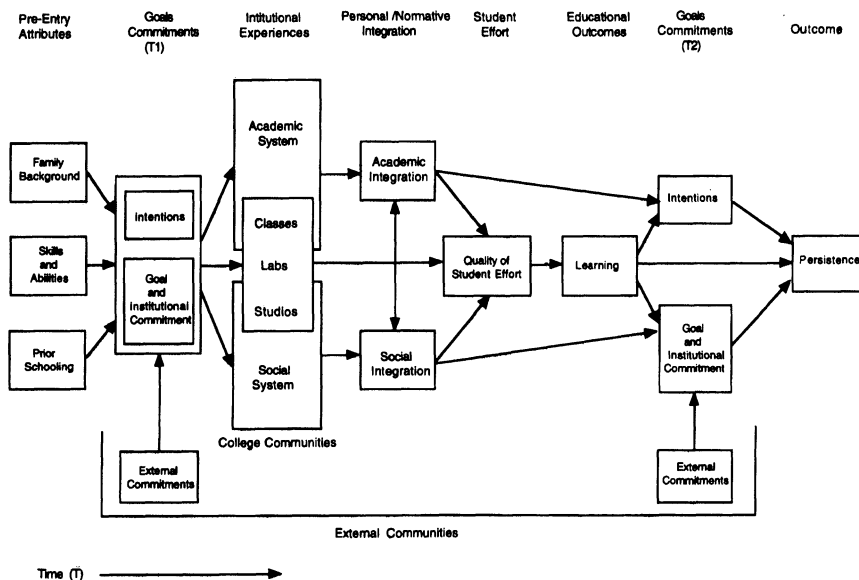 Pre-Entry
Attributes
Goals
Commitments
(T1)
Intitutional
Experiences
Personal /Normative
Integration
Student
Effort
Educational
Outcomes
Goals
Commitments
(T2)
Outcome
Family
Background
Skills
and
Abilities
Prior
Schooling
Intentions
Goal
and
Institutional
Commitment
External
Commitments
Academic
System
Classes
Labs
Studios
Social
System
College Communities
Academic
Integration
Social
Integration
Quality of
Student Effort
Learning
Intentions
Goal
and
Institutional
Commitment
External
Commitments
Persistence
External Communities
Time (T)